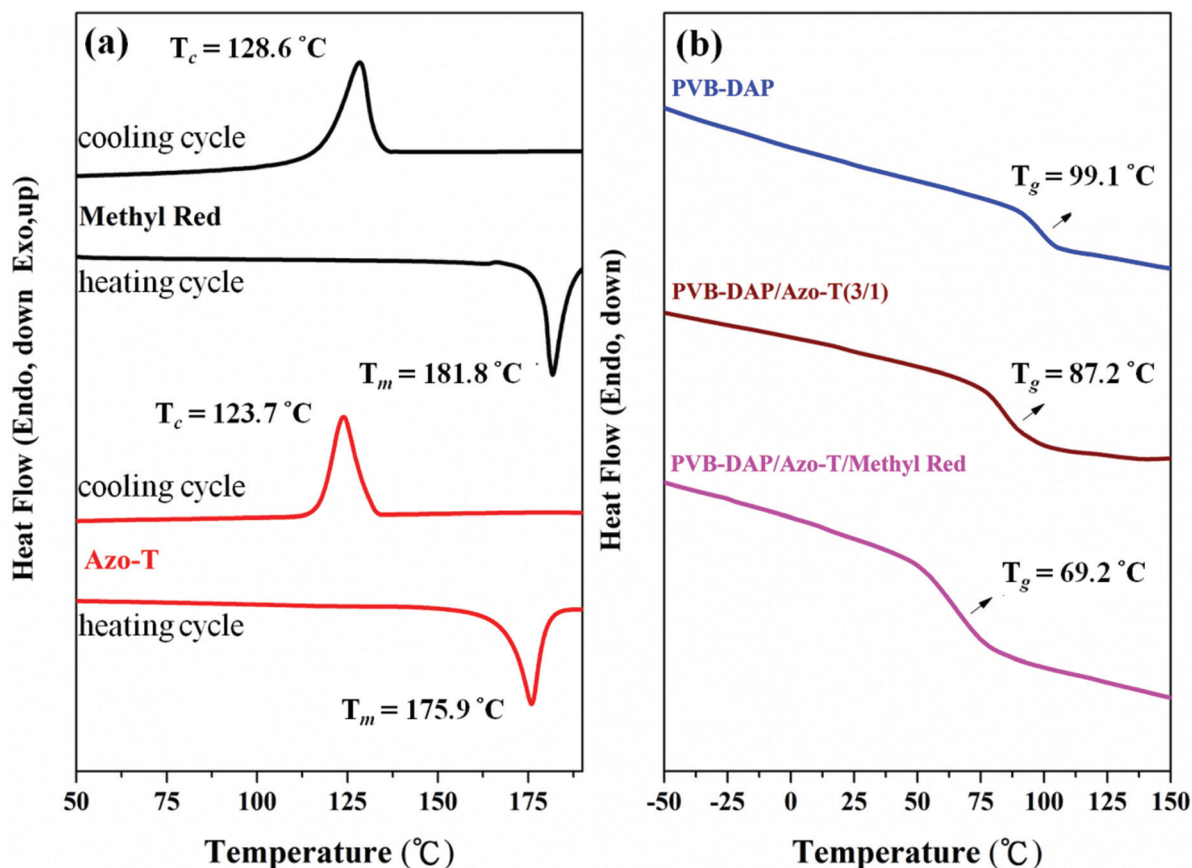 (a)
T_c = 128.6 °C
cooling cycle
Methyl Red
heating cycle
T_m = 181.8 °C
T_c = 123.7 °C
cooling cycle
Azo-T
heating cycle
T_m = 175.9 °C
Heat Flow (Endo, down Exo,up)
50 75 100 125 150 175
Temperature (℃)
(b)
PVB-DAP
T_g = 99.1 °C
PVB-DAP/Azo-T(3/1)
T_g = 87.2 °C
PVB-DAP/Azo-T/Methyl Red
T_g = 69.2 °C
Heat Flow (Endo, down)
-50 -25 0 25 50 75 100 125 150
Temperature (℃)